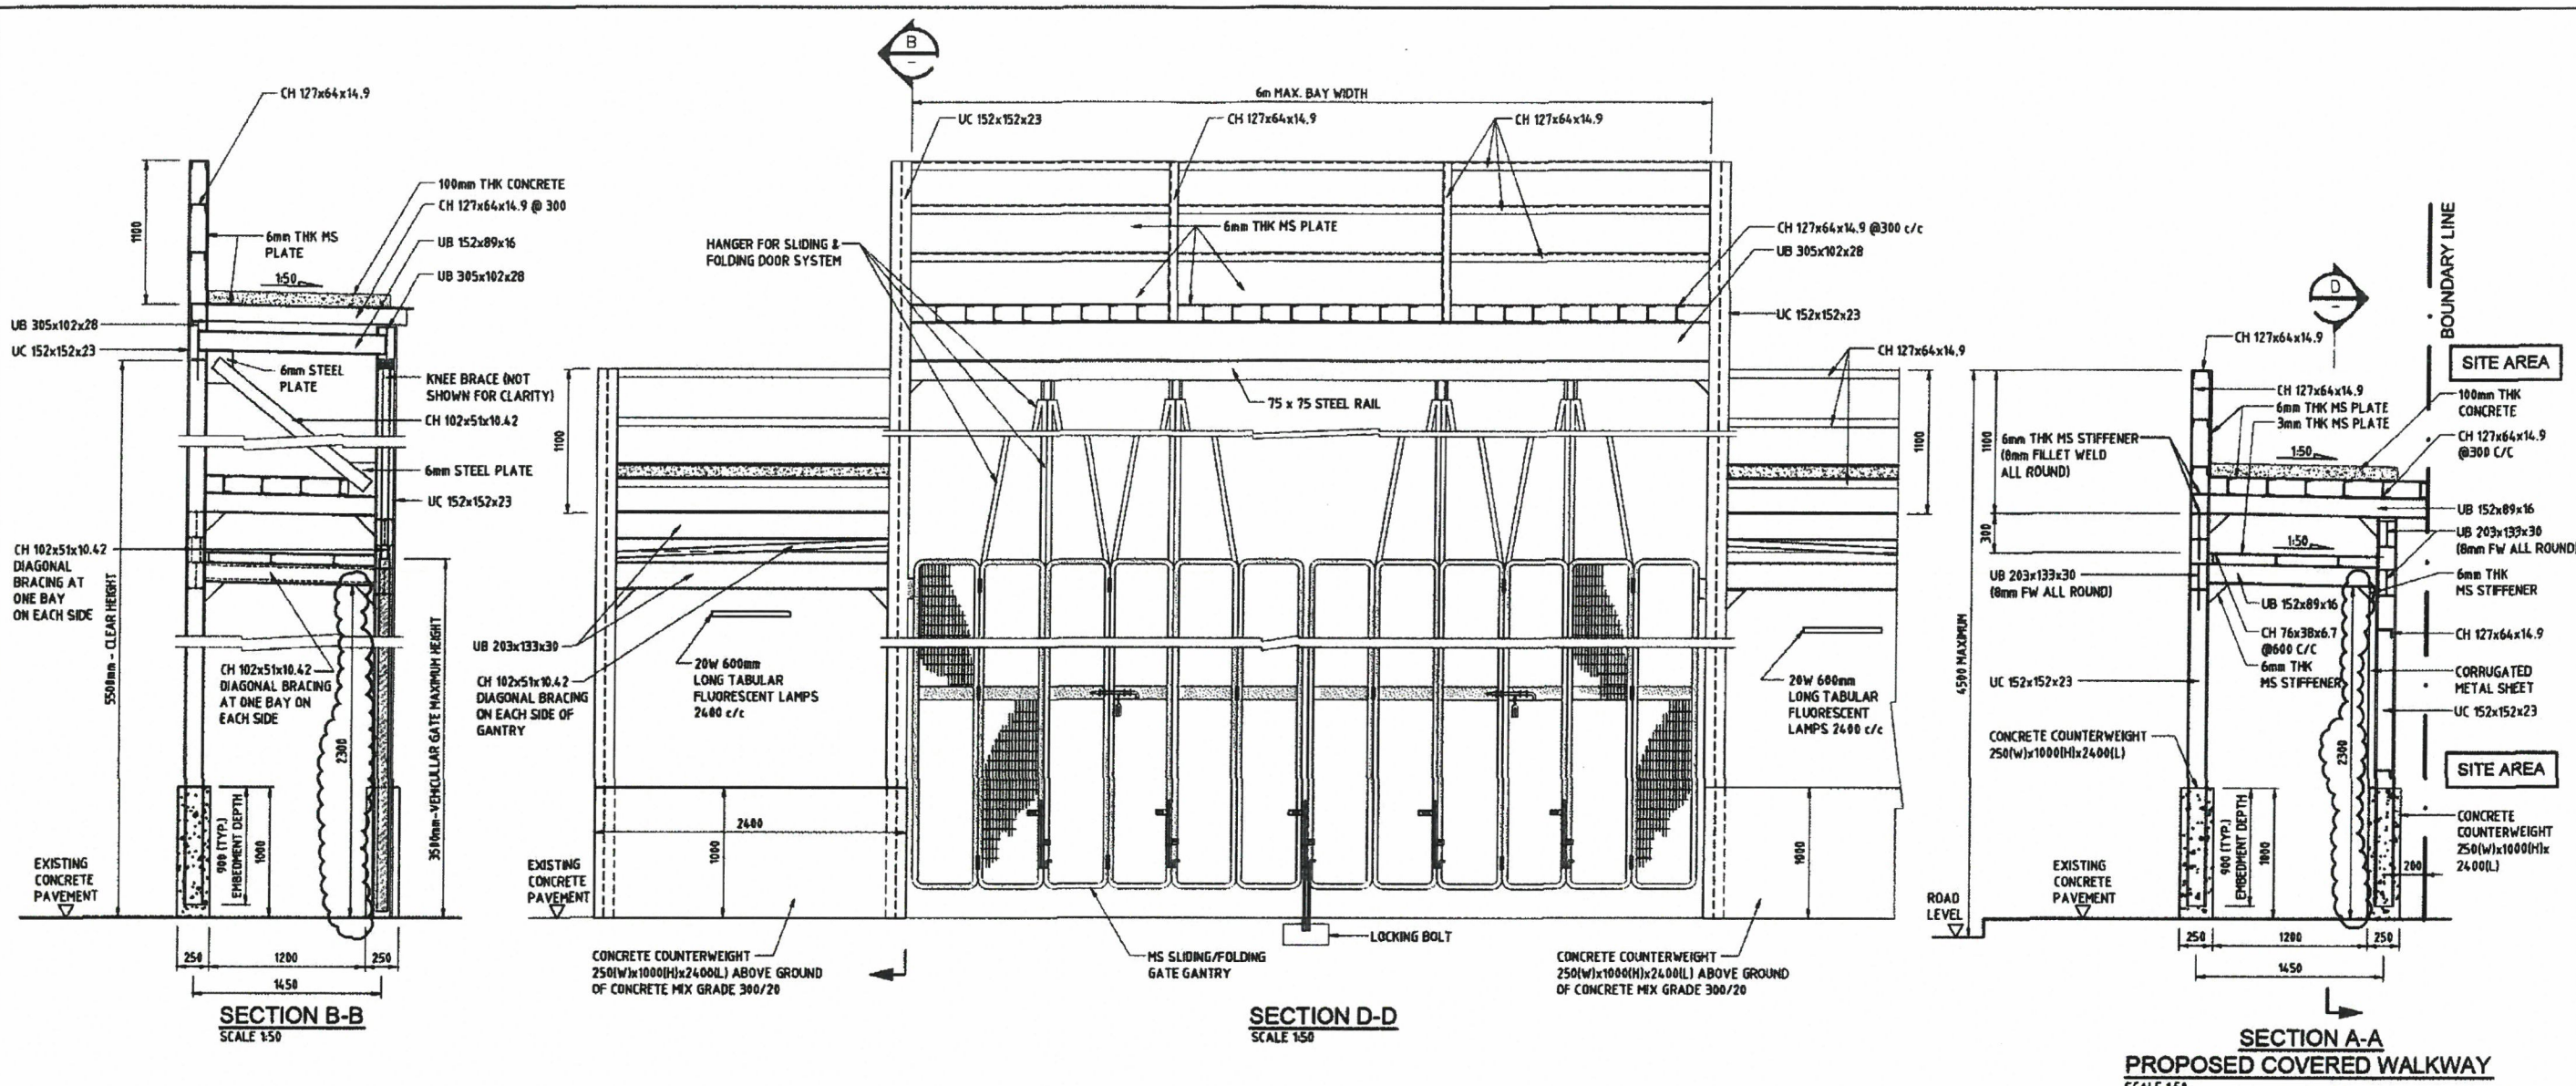 CH 127x64x14.9
1100
100mm THK CONCRETE
CH 127x64x14.9 @ 300
6mm THK MS
PLATE
UB 152x89x16
1:50
UB 305x102x28
UB 305x102x28
UC 152x152x23
6mm STEEL
PLATE
KNEE BRACE (NOT
SHOWN FOR CLARITY)
CH 102x51x10.42
6mm STEEL PLATE
UC 152x152x23
CH 102x51x10.42
DIAGONAL
BRACING AT
ONE BAY
ON EACH SIDE
5500mm - CLEAR HEIGHT
CH 102x51x10.42
DIAGONAL BRACING
AT ONE BAY ON
EACH SIDE
2300
3500mm-VEHICULLAR GATE MAXIMUM HEIGHT
900 (TYP.)
EMBEDMENT DEPTH
1000
EXISTING
CONCRETE
PAVEMENT
250
1200
250
1450
SECTION B-B
SCALE 1:50
B
6m MAX. BAY WIDTH
UC 152x152x23
CH 127x64x14.9
CH 127x64x14.9
6mm THK MS PLATE
HANGER FOR SLIDING &
FOLDING DOOR SYSTEM
CH 127x64x14.9 @300 c/c
UB 305x102x28
UC 152x152x23
CH 127x64x14.9
75 x 75 STEEL RAIL
1100
1100
UB 203x133x30
CH 102x51x10.42
DIAGONAL BRACING
ON EACH SIDE OF
GANTRY
20W 600mm
LONG TABULAR
FLUORESCENT LAMPS
2400 c/c
20W 600mm
LONG TABULAR
FLUORESCENT
LAMPS 2400 c/c
2400
1000
1000
EXISTING
CONCRETE
PAVEMENT
LOCKING BOLT
CONCRETE COUNTERWEIGHT
250(W)x1000(H)x2400(L) ABOVE GROUND
OF CONCRETE MIX GRADE 300/20
MS SLIDING/FOLDING
GATE GANTRY
CONCRETE COUNTERWEIGHT
250(W)x1000(H)x2400(L) ABOVE GROUND
OF CONCRETE MIX GRADE 300/20
SECTION D-D
SCALE 1:50
BOUNDARY LINE
D
CH 127x64x14.9
SITE AREA
CH 127x64x14.9
6mm THK MS PLATE
3mm THK MS PLATE
100mm THK
CONCRETE
6mm THK MS STIFFENER
(8mm FILLET WELD
ALL ROUND)
1:50
CH 127x64x14.9
@300 C/C
1100
300
UB 152x89x16
1:50
UB 203x133x30
(8mm FW ALL ROUND)
UB 203x133x30
(8mm FW ALL ROUND)
6mm THK
MS STIFFENER
UB 152x89x16
CH 76x38x6.7
@600 C/C
6mm THK
MS STIFFENER
CH 127x64x14.9
4500 MAXIMUM
UC 152x152x23
CORRUGATED
METAL SHEET
UC 152x152x23
CONCRETE COUNTERWEIGHT
250(W)x1000(H)x2400(L)
2300
SITE AREA
900 (TYP.)
EMBEDMENT DEPTH
1000
CONCRETE
COUNTERWEIGHT
250(W)x1000(H)x
2400(L)
200
EXISTING
CONCRETE
PAVEMENT
ROAD
LEVEL
250
1200
250
1450
SECTION A-A
PROPOSED COVERED WALKWAY